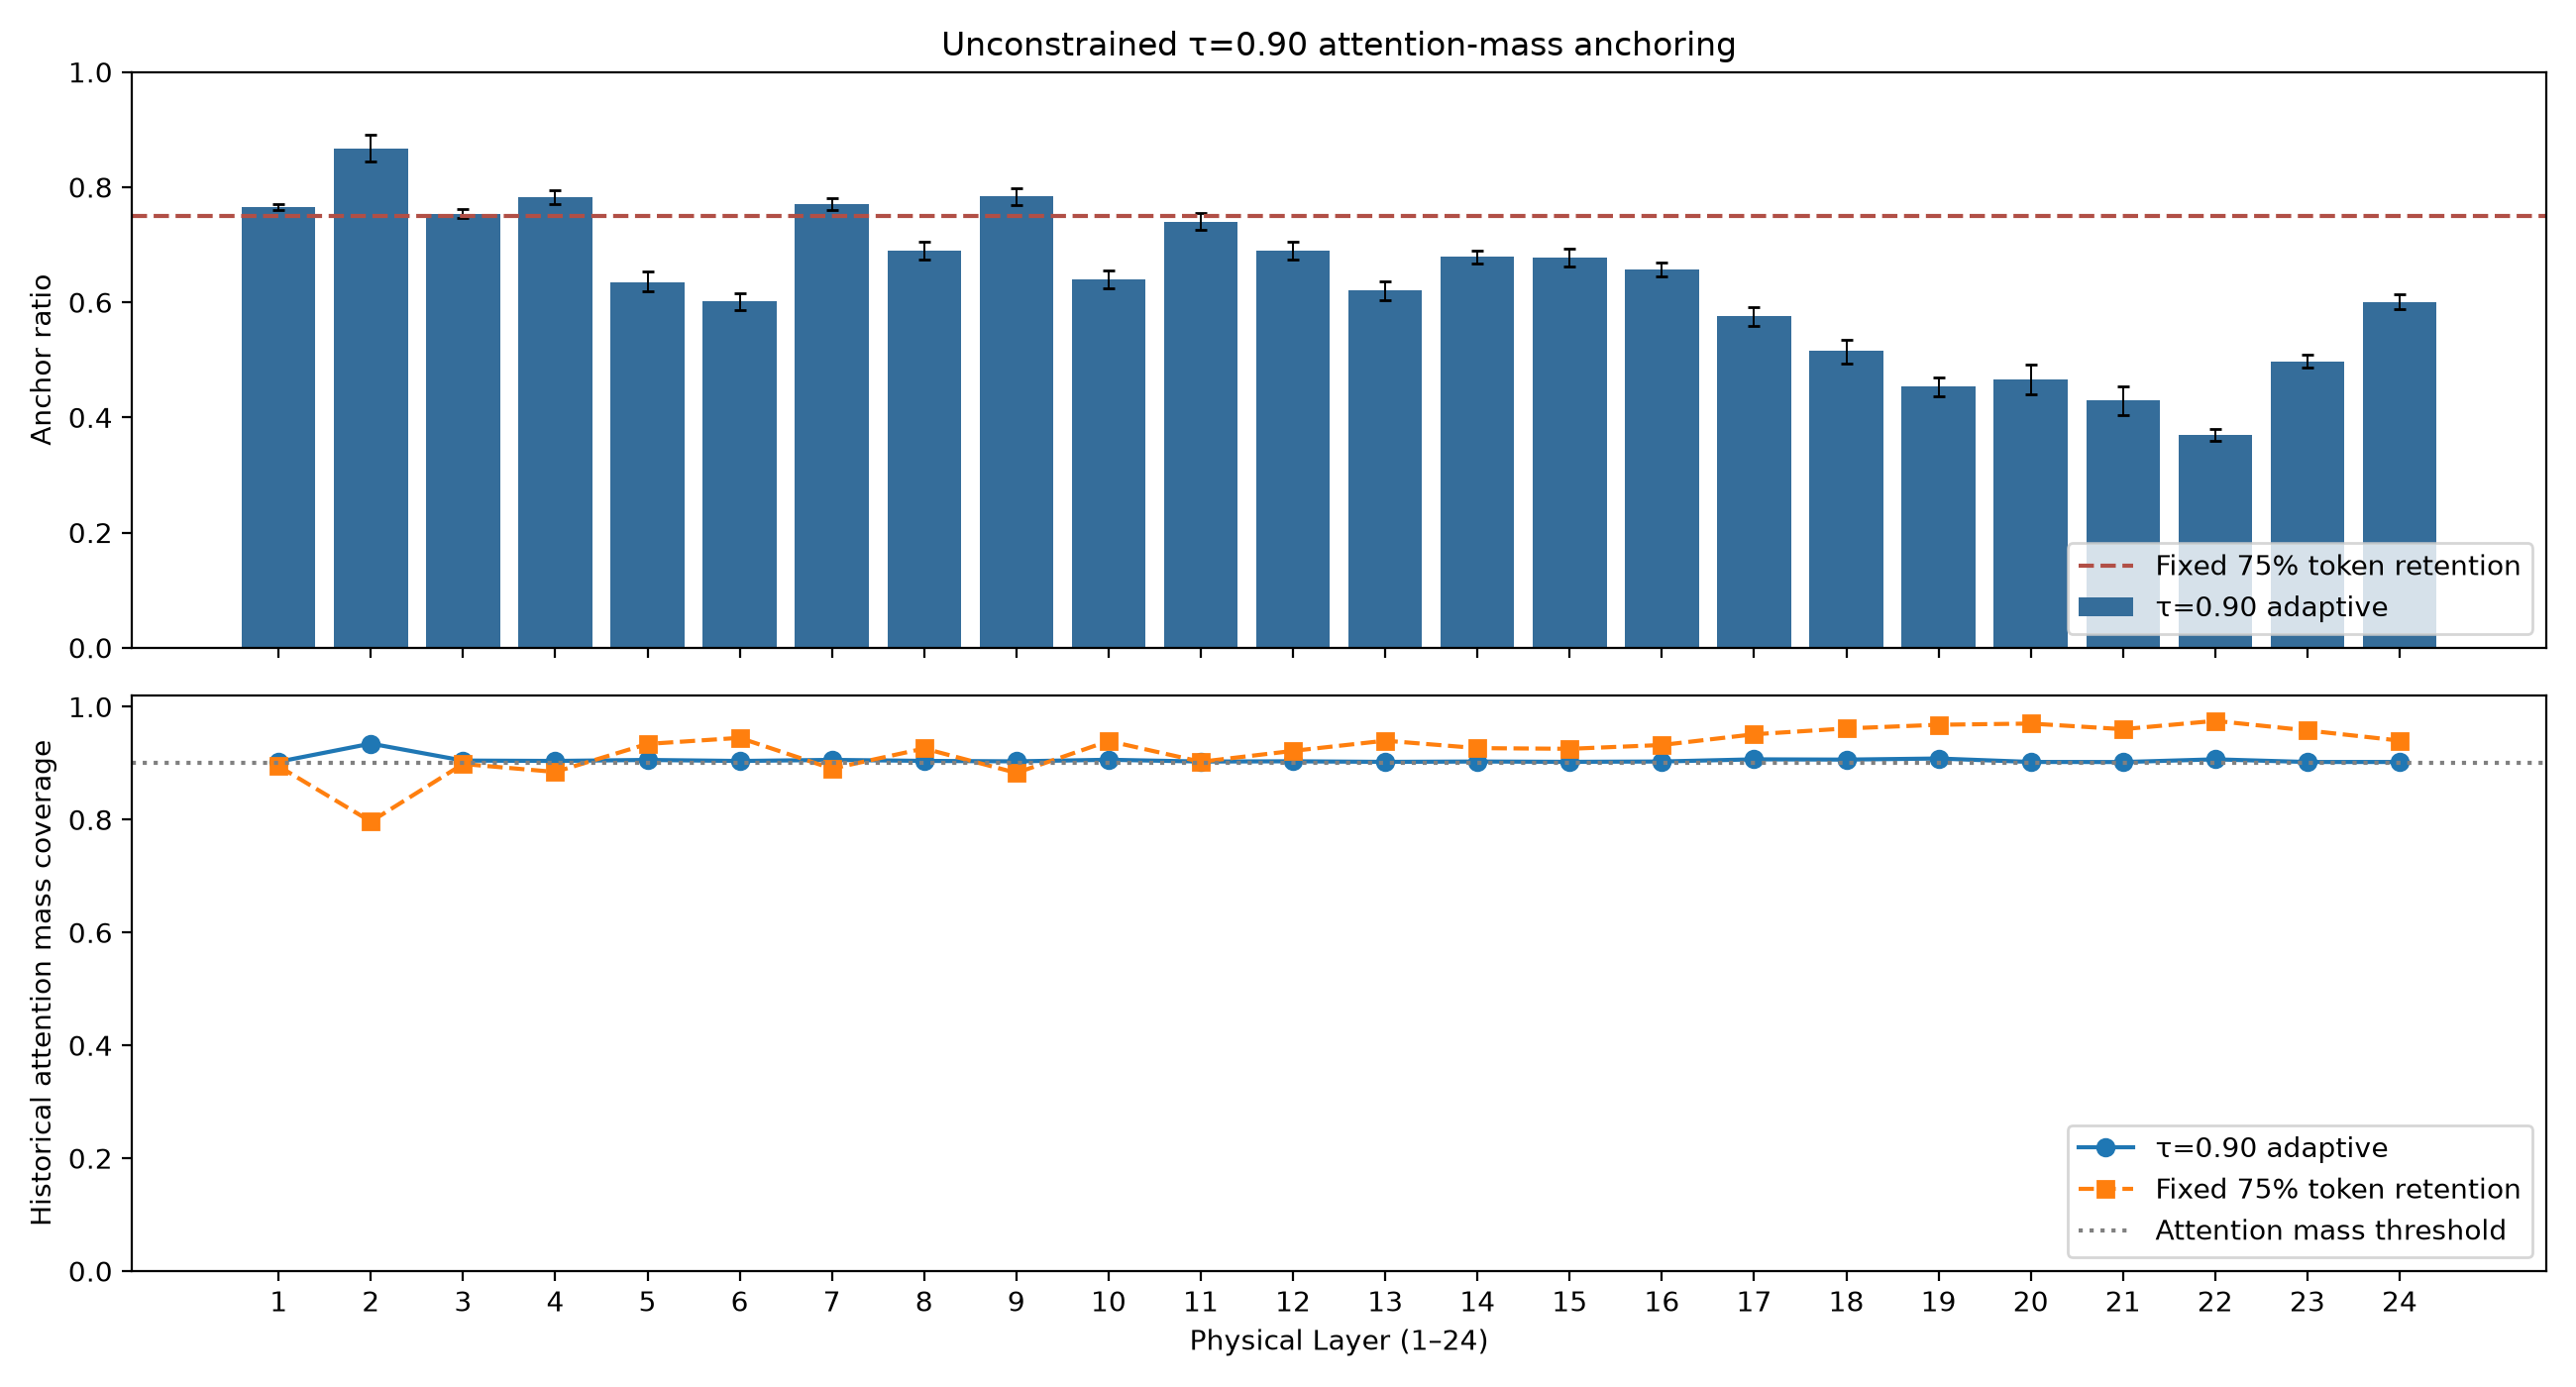 Unconstrained τ=0.90 attention-mass anchoring
1.0
0.8
0.6
0.4
0.2
0.0
Anchor ratio
Fixed 75% token retention
τ=0.90 adaptive
1.0
0.8
0.6
0.4
0.2
0.0
Historical attention mass coverage
τ=0.90 adaptive
Fixed 75% token retention
Attention mass threshold
1 2 3 4 5 6 7 8 9 10 11 12 13 14 15 16 17 18 19 20 21 22 23 24
Physical Layer (1–24)